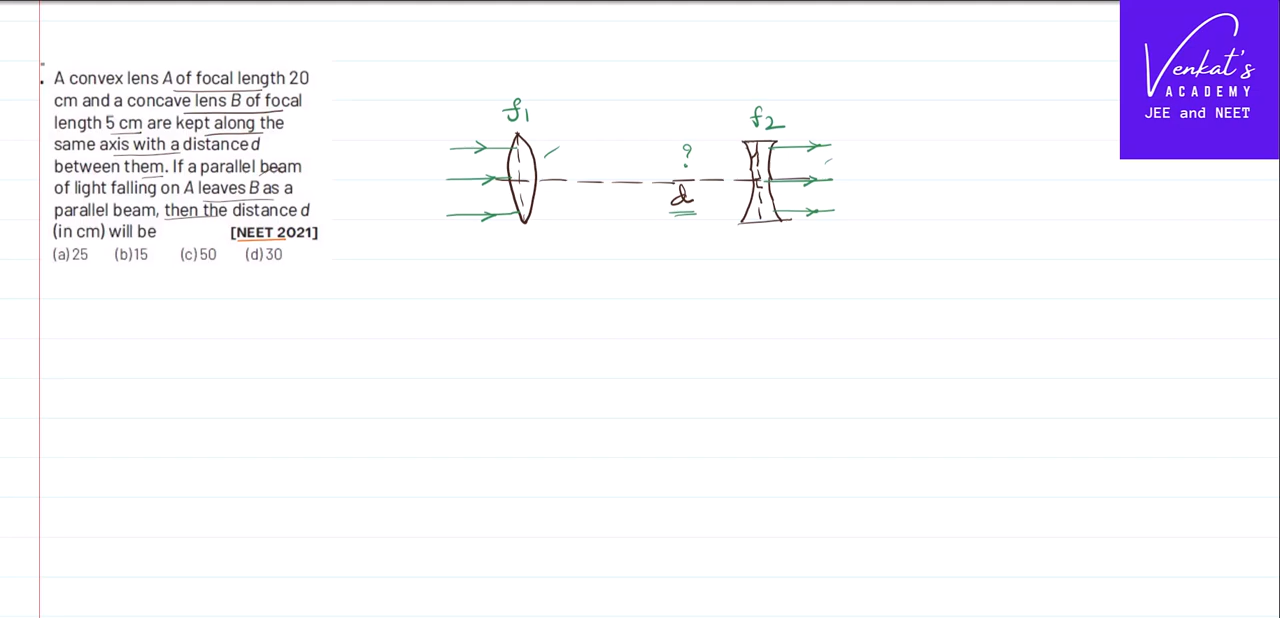 . A convex lens A of focal length 20
cm and a concave lens B of focal
length 5 cm are kept along the
same axis with a distance d
between them. If a parallel beam
of light falling on A leaves B as a
parallel beam, then the distance d
(in cm) will be [NEET 2021]
(a) 25 (b) 15 (c) 50 (d) 30
f1
f2
?
d
Venkat's
ACADEMY
JEE and NEET